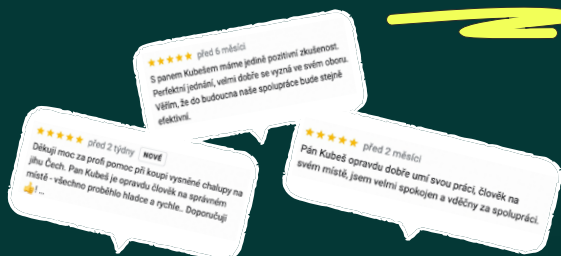 před 6 měsíci
S panem Kubešem máme jedině pozitivní zkušenost.
Perfektní jednání, velmi dobře se vyzná ve svém oboru.
Věřím, že do budoucna naše spolupráce bude stejně
efektivní.
před 2 týdny NOVÉ
Děkuji moc za profi pomoc při koupi vysněné chalupy na
jihu Čech. Pan Kubeš je opravdu člověk na správném
místě - všechno proběhlo hladce a rychle.. Doporučuji
👍! ...
před 2 měsíci
Pán Kubeš opravdu dobře umí svou práci, člověk na
svém místě, jsem velmi spokojen a vděčny za spolupráci.